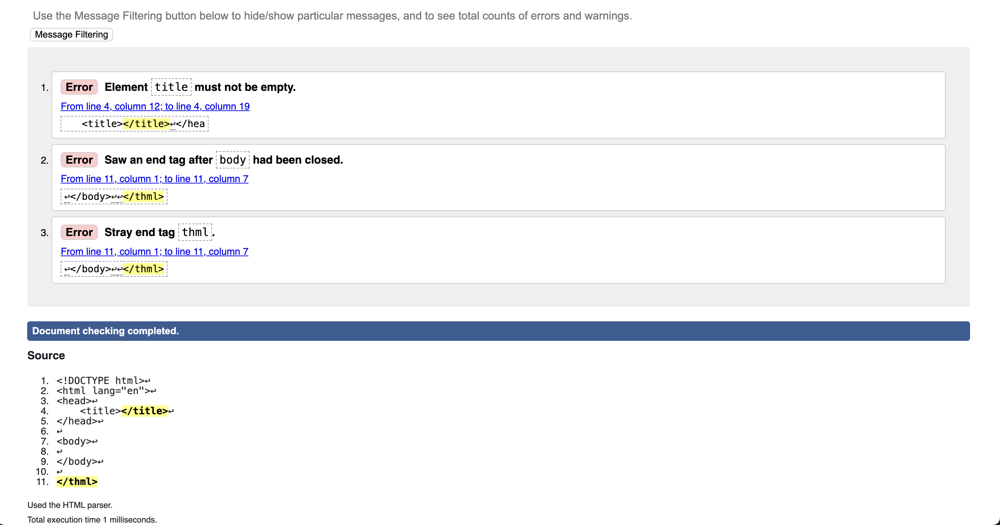 Use the Message Filtering button below to hide/show particular messages, and to see total counts of errors and warnings.
Message Filtering
1. Error Element title must not be empty.
From line 4, column 12; to line 4, column 19
<title></title>↩</hea
2. Error Saw an end tag after body had been closed.
From line 11, column 1; to line 11, column 7
↩</body>↩↩</thml>
3. Error Stray end tag thml.
From line 11, column 1; to line 11, column 7
↩</body>↩↩</thml>
Document checking completed.
Source
1. <!DOCTYPE html>↩
2. <html lang="en">↩
3. <head>↩
4.     <title></title>↩
5. </head>↩
6. ↩
7. <body>↩
8. ↩
9. </body>↩
10. ↩
11. </thml>
Used the HTML parser.
Total execution time 1 milliseconds.